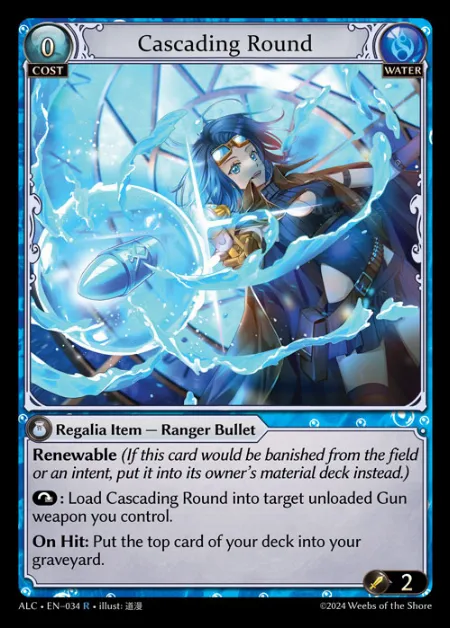 0
Cascading Round
COST
WATER
Regalia Item — Ranger Bullet
Renewable (If this card would be banished from the field
or an intent, put it into its owner's material deck instead.)
: Load Cascading Round into target unloaded Gun
weapon you control.
On Hit: Put the top card of your deck into your
graveyard.
2
ALC • EN–034 R • illust: 道漫
©2024 Weebs of the Shore